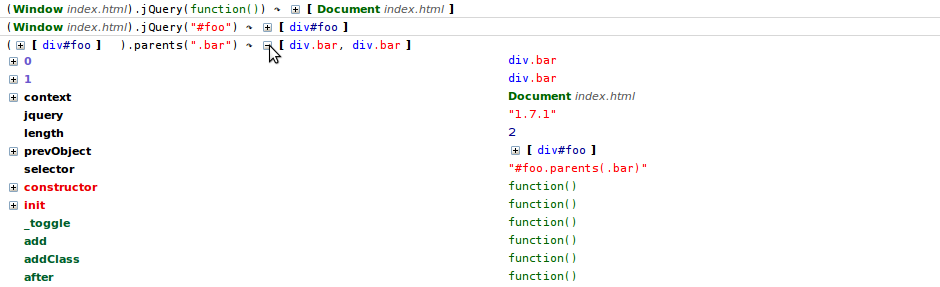 (Window index.html).jQuery(function()) ↷ [ Document index.html ]
(Window index.html).jQuery("#foo") ↷ [ div#foo ]
( [ div#foo ] ).parents(".bar") ↷ [ div.bar, div.bar ]
0 div.bar
1 div.bar
context Document index.html
jquery "1.7.1"
length 2
prevObject [ div#foo ]
selector "#foo.parents(.bar)"
constructor function()
init function()
_toggle function()
add function()
addClass function()
after function()